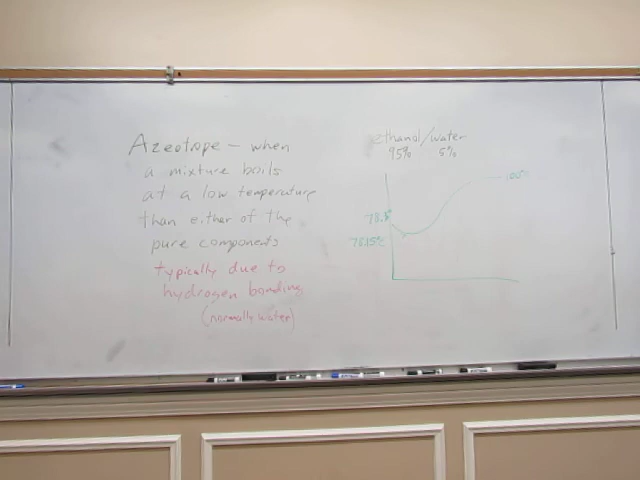 Azeotrope - when
a mixture boils
at a low temperature
than either of the
pure components
typically due to
hydrogen bonding
(normally water)
ethanol/water
95% 5%
100°C
78.3°
78.15°C